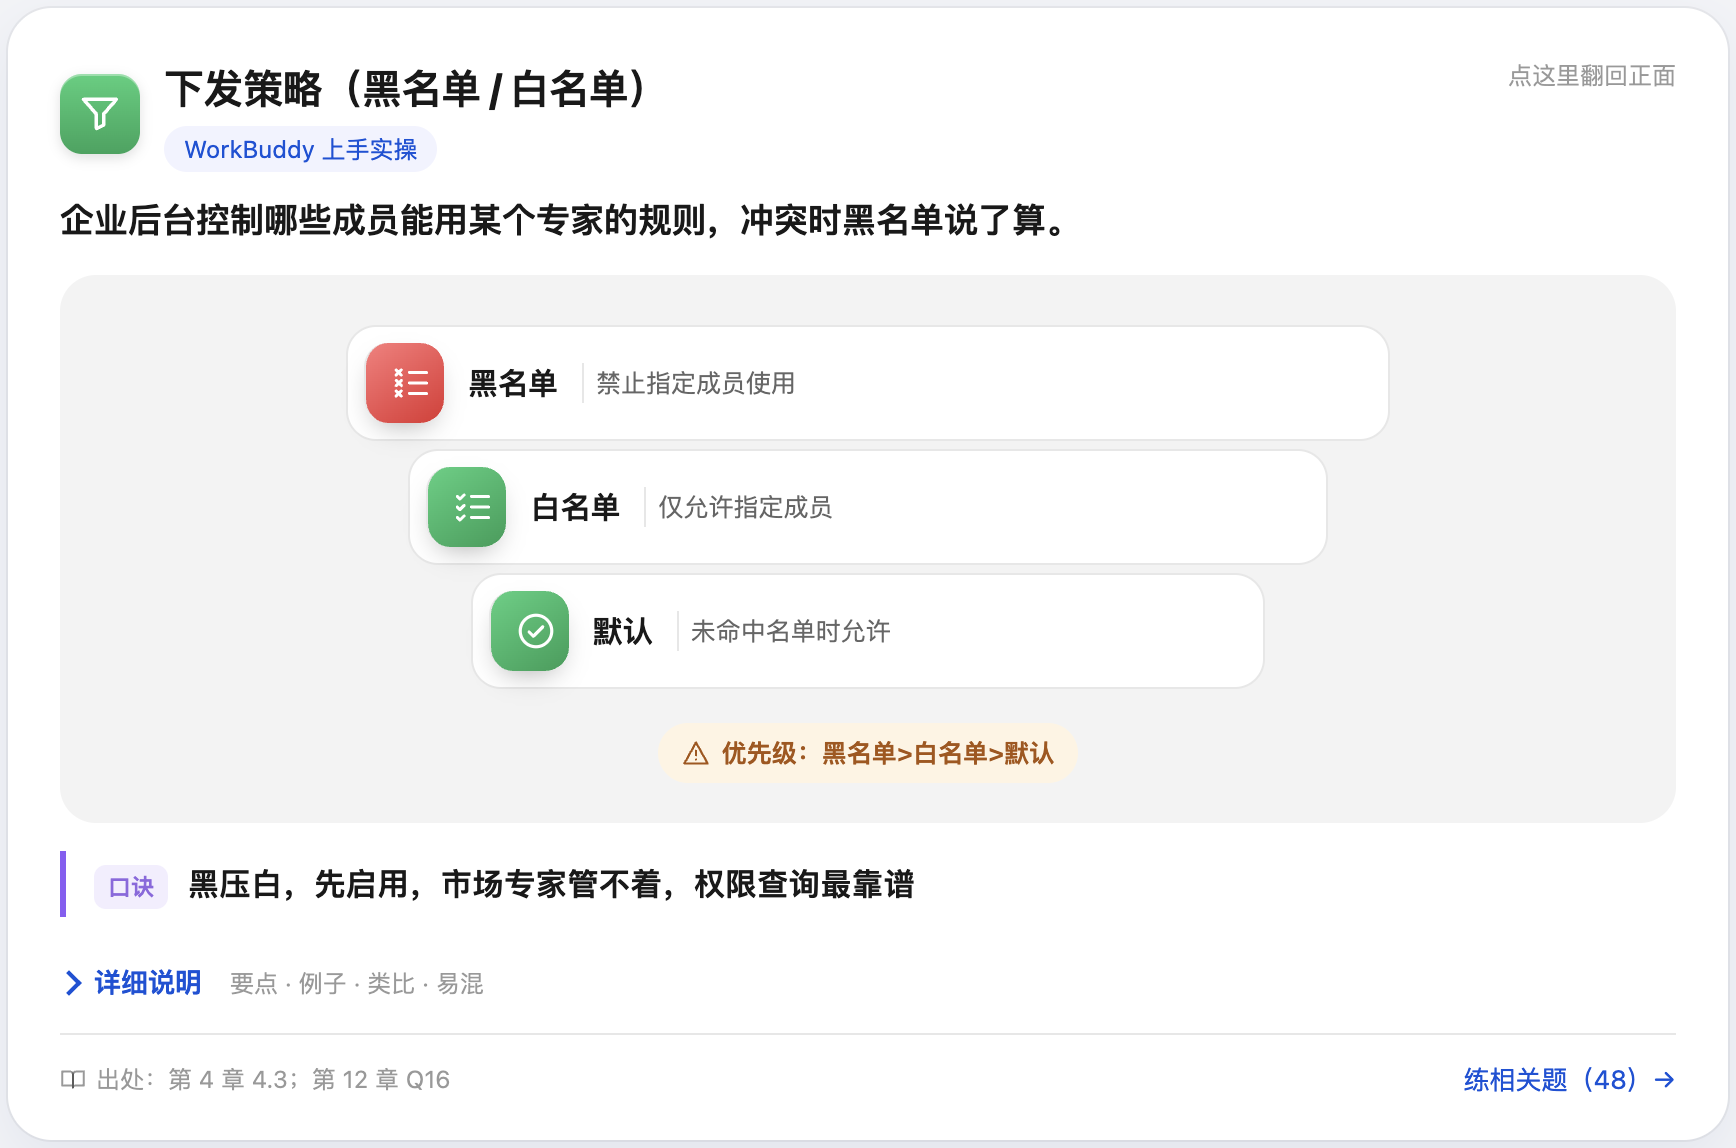 下发策略（黑名单 / 白名单）
点这里翻回正面
WorkBuddy 上手实操
企业后台控制哪些成员能用某个专家的规则，冲突时黑名单说了算。
黑名单 禁止指定成员使用
白名单 仅允许指定成员
默认 未命中名单时允许
优先级：黑名单>白名单>默认
口诀 黑压白，先启用，市场专家管不着，权限查询最靠谱
详细说明 要点 · 例子 · 类比 · 易混
出处：第 4 章 4.3；第 12 章 Q16
练相关题（48）→